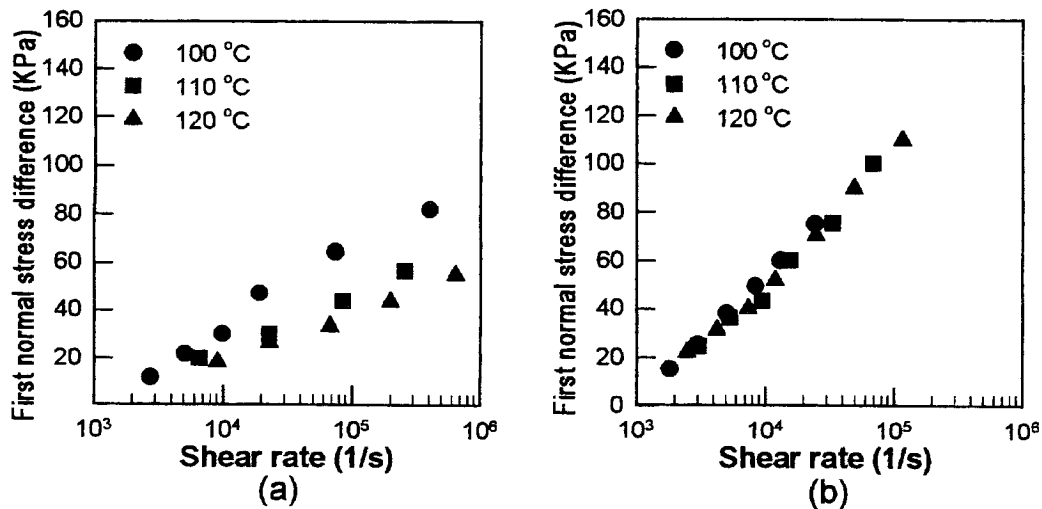 First normal stress difference (KPa)
160
140
120
100
80
60
40
20
100 °C
110 °C
120 °C
10³
10⁴
10⁵
10⁶
Shear rate (1/s)
(a)
First normal stress difference (KPa)
160
140
120
100
80
60
40
20
0
100 °C
110 °C
120 °C
10³
10⁴
10⁵
10⁶
Shear rate (1/s)
(b)